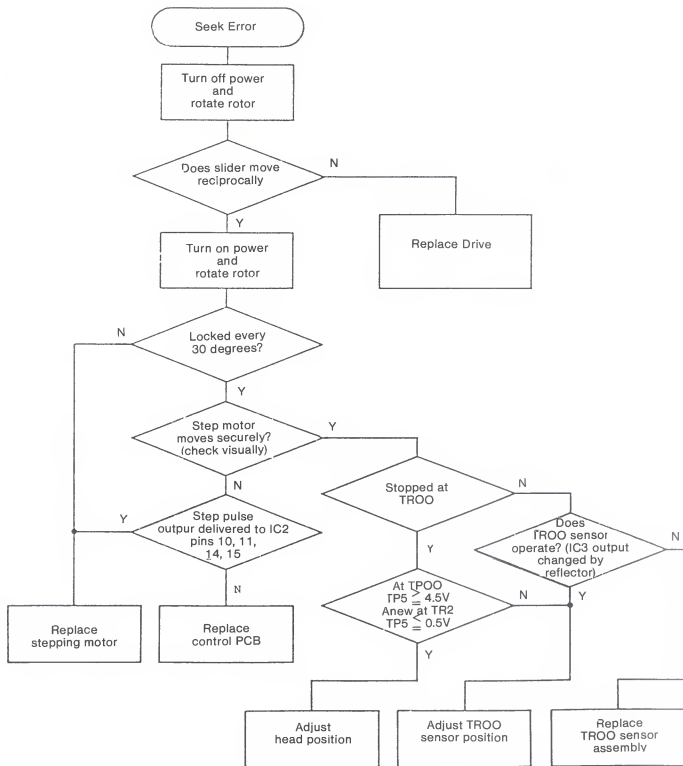 Seek Error
Turn off power
and
rotate rotor
Does slider move
reciprocally
N
Y
Replace Drive
Turn on power
and
rotate rotor
N
Locked every
30 degrees?
Y
Step motor
moves securely?
(check visually)
Y
N
Stopped at
TROO
N
Y
Step pulse
outpur delivered to IC2
pins 10, 11,
14, 15
Y
N
Does
TROO sensor
operate? (IC3 output
changed by
reflector)
N
Y
At TPOO
TP5 ≧ 4.5V
Anew at TR2
TP5 ≦ 0.5V
N
Y
Replace
stepping motor
Replace
control PCB
Adjust
head position
Adjust TROO
sensor position
Replace
TROO sensor
assembly